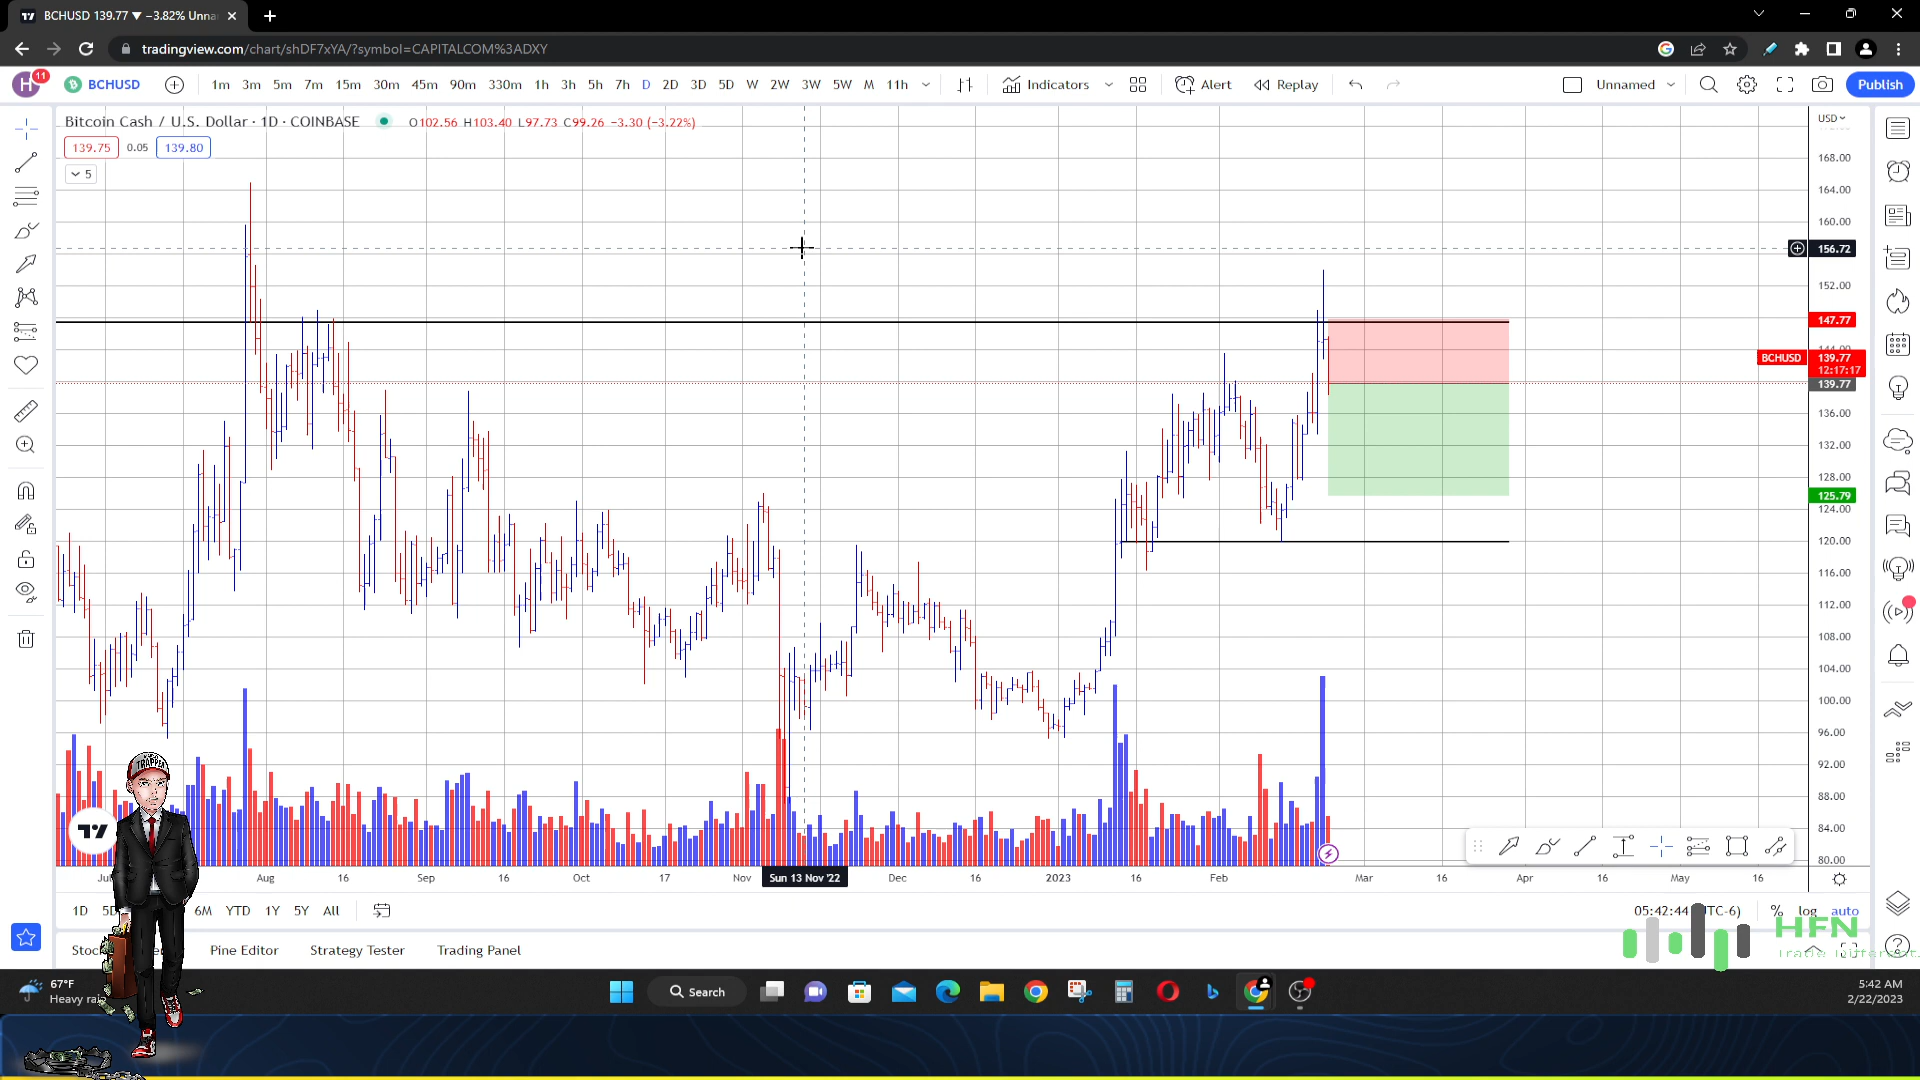 BCHUSD 139.77 ▼ −3.82% Unna
tradingview.com/chart/shDF7xYA/?symbol=CAPITALCOM%3ADXY
H 11 BCHUSD 1m 3m 5m 7m 15m 30m 45m 90m 330m 1h 3h 5h 7h D 2D 3D 5D W 2W 3W 5W M 11h Indicators Alert Replay Unnamed Publish
Bitcoin Cash / U.S. Dollar · 1D · COINBASE O102.56 H103.40 L97.73 C99.26 −3.30 (−3.22%)
USD
139.75 0.05 139.80
5
168.00
164.00
160.00
156.72
152.00
147.77
BCHUSD 139.77
12:17:17
139.77
136.00
132.00
128.00
125.79
124.00
120.00
116.00
112.00
108.00
104.00
100.00
96.00
92.00
88.00
84.00
80.00
TRAPPER
Aug 16 Sep 16 Oct 17 Nov Sun 13 Nov '22 Dec 16 2023 16 Feb Mar 16 Apr 16 May 16
1D 6M YTD 1Y 5Y All
% log auto
HFN
Pine Editor Strategy Tester Trading Panel
67°F
Heavy
Search
5:42 AM
2/22/2023